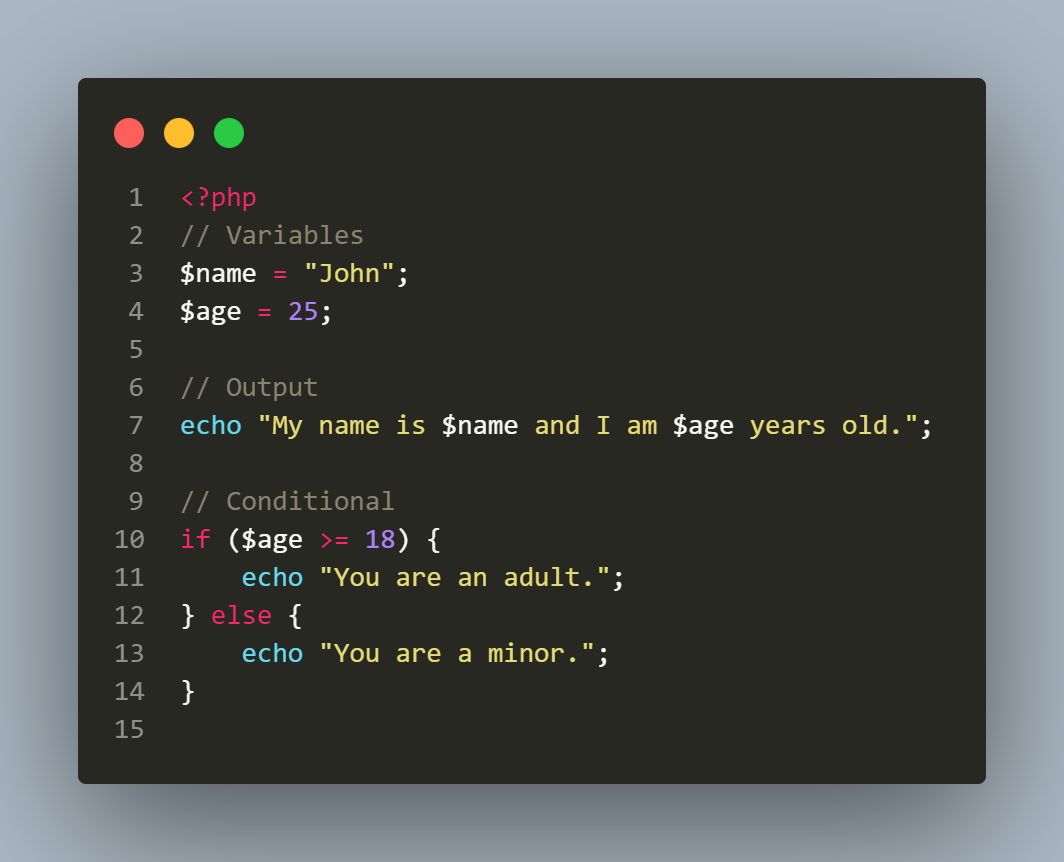 1 <?php
2 // Variables
3 $name = "John";
4 $age = 25;
5
6 // Output
7 echo "My name is $name and I am $age years old.";
8
9 // Conditional
10 if ($age >= 18) {
11     echo "You are an adult.";
12 } else {
13     echo "You are a minor.";
14 }
15